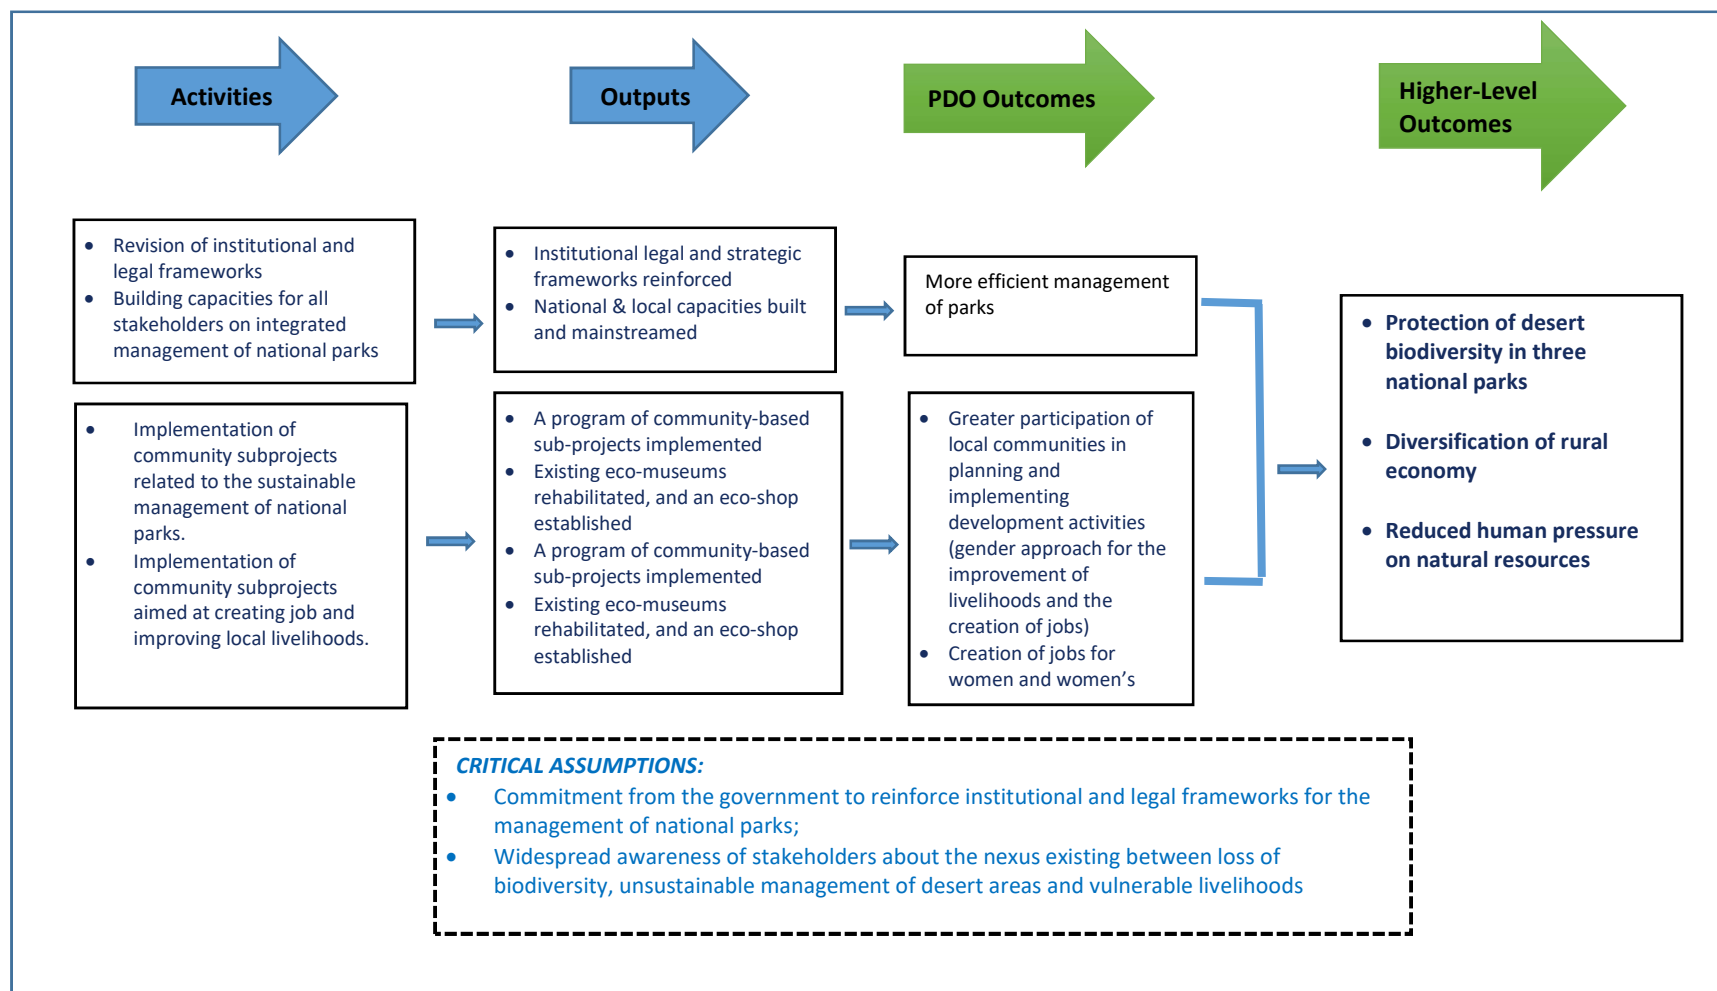 Activities
Outputs
PDO Outcomes
Higher-Level
Outcomes
• Revision of institutional and
legal frameworks
• Building capacities for all
stakeholders on integrated
management of national parks
• Institutional legal and strategic
frameworks reinforced
• National & local capacities built
and mainstreamed
More efficient management
of parks
• Implementation of
community subprojects
related to the sustainable
management of national
parks.
• Implementation of
community subprojects
aimed at creating job and
improving local livelihoods.
• A program of community-based
sub-projects implemented
• Existing eco-museums
rehabilitated, and an eco-shop
established
• A program of community-based
sub-projects implemented
• Existing eco-museums
rehabilitated, and an eco-shop
established
• Greater participation of
local communities in
planning and
implementing
development activities
(gender approach for the
improvement of
livelihoods and the
creation of jobs)
• Creation of jobs for
women and women’s
• Protection of desert
biodiversity in three
national parks
• Diversification of rural
economy
• Reduced human pressure
on natural resources
CRITICAL ASSUMPTIONS:
• Commitment from the government to reinforce institutional and legal frameworks for the
management of national parks;
• Widespread awareness of stakeholders about the nexus existing between loss of
biodiversity, unsustainable management of desert areas and vulnerable livelihoods